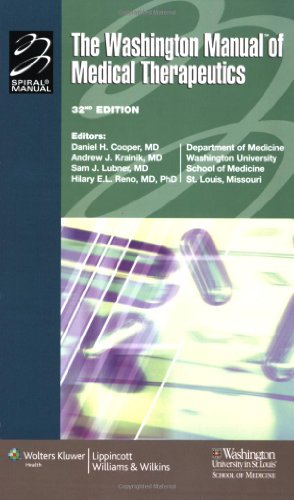 SPIRAL® MANUAL
The Washington Manual™ of
Medical Therapeutics
32ND EDITION
Editors:
Daniel H. Cooper, MD
Andrew J. Krainik, MD
Sam J. Lubner, MD
Hilary E.L. Reno, MD, PhD
Department of Medicine
Washington University
School of Medicine
St. Louis, Missouri
Wolters Kluwer
Health
Lippincott
Williams & Wilkins
Washington
University in St. Louis
SCHOOL OF MEDICINE